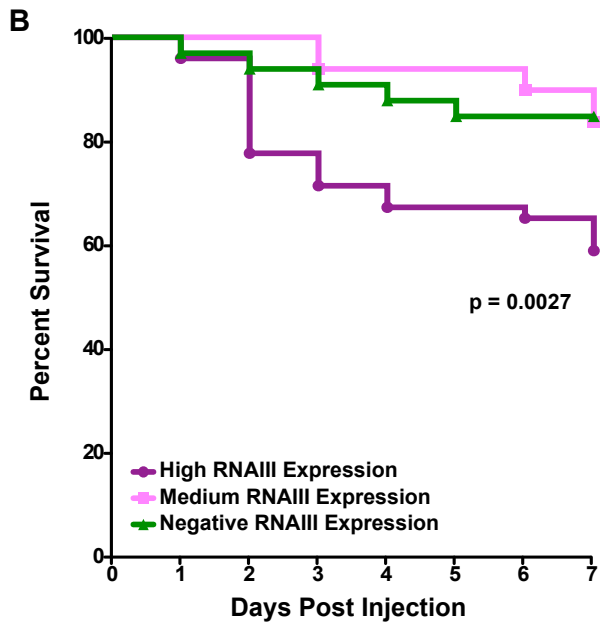 B
Percent Survival
100
80
60
40
20
0
p = 0.0027
High RNAIII Expression
Medium RNAIII Expression
Negative RNAIII Expression
0 1 2 3 4 5 6 7
Days Post Injection